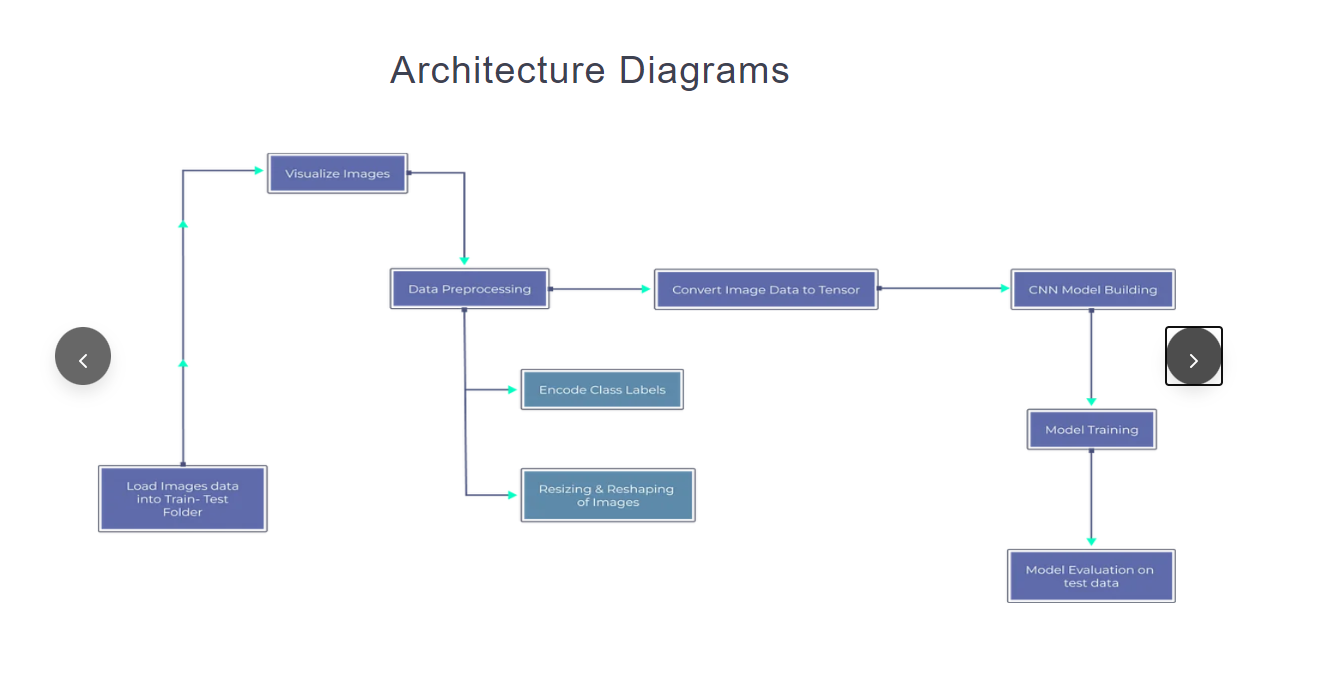 Architecture Diagrams
Visualize Images
Data Preprocessing
Convert Image Data to Tensor
CNN Model Building
Encode Class Labels
Model Training
Load Images data
into Train- Test
Folder
Resizing & Reshaping
of Images
Model Evaluation on
test data